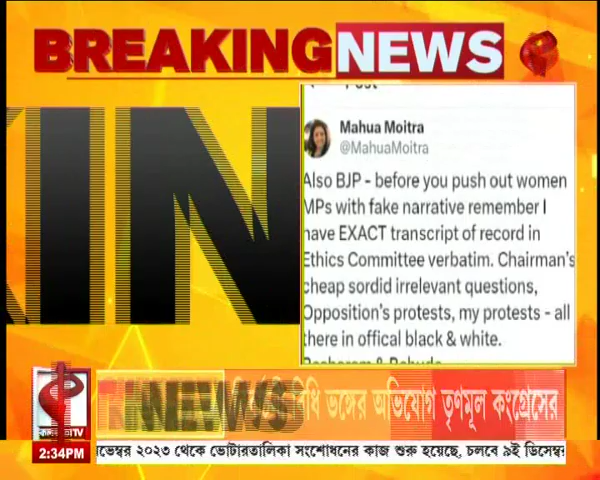 BREAKING NEWS
Mahua Moitra
@MahuaMoitra
Also BJP - before you push out women
MPs with fake narrative remember I
have EXACT transcript of record in
Ethics Committee verbatim. Chairman's
cheap sordid irrelevant questions,
Opposition's protests, my protests - all
there in offical black & white.
NEWS
বিধি ভঙ্গের অভিযোগ তৃণমূল কংগ্রেসের
TV
2:34PM
ভেম্বর ২০২৩ থেকে ভোটারতালিকা সংশোধনের কাজ শুরু হয়েছে, চলবে ৯ই ডিসেম্বর